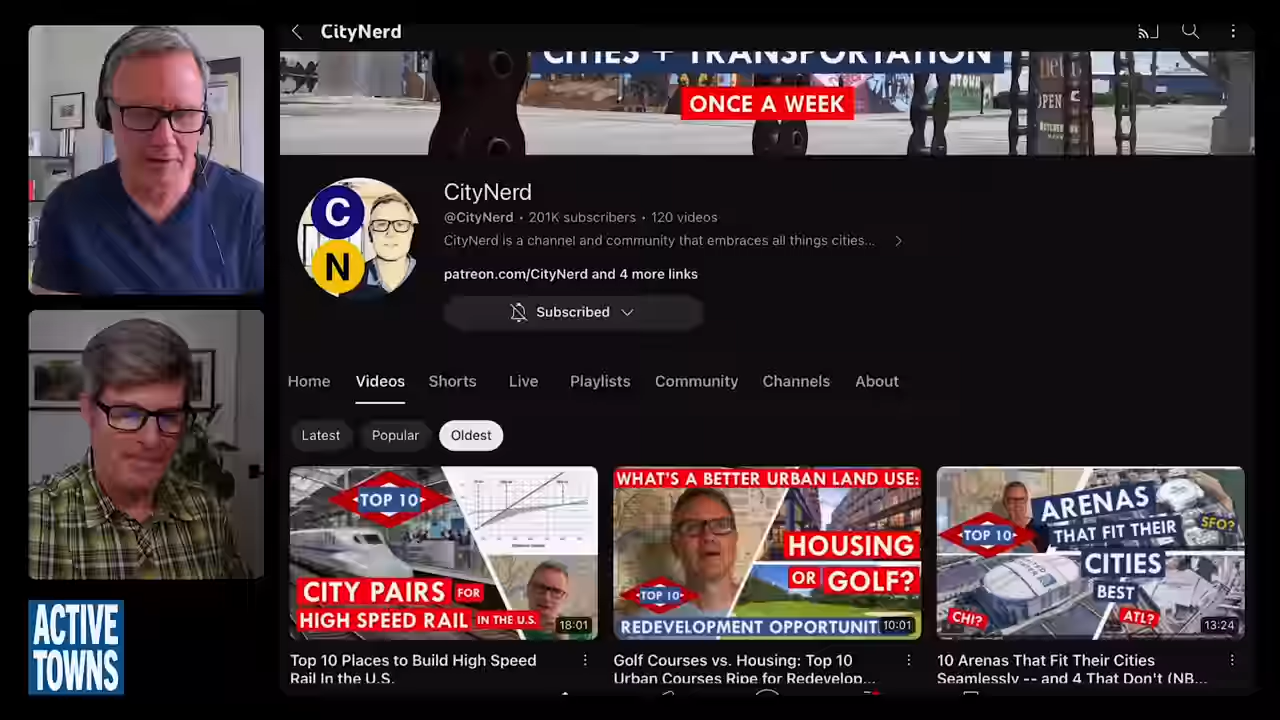 CityNerd
CITIES + TRANSPORTATION
ONCE A WEEK
OPEN
C
N
CityNerd
@CityNerd • 201K subscribers • 120 videos
CityNerd is a channel and community that embraces all things cities...
patreon.com/CityNerd and 4 more links
Subscribed
Home Videos Shorts Live Playlists Community Channels About
Latest Popular Oldest
TOP 10
CITY PAIRS FOR
HIGH SPEED RAIL IN THE U.S.
18:01
Top 10 Places to Build High Speed
Rail In the U.S.
WHAT'S A BETTER URBAN LAND USE:
HOUSING
OR GOLF?
TOP 10
REDEVELOPMENT OPPORTUNIT
10:01
Golf Courses vs. Housing: Top 10
Urban Courses Ripe for Redevelop...
TOP 10
ARENAS
THAT FIT THEIR
CITIES
BEST
SFO?
CHI?
ATL?
13:24
10 Arenas That Fit Their Cities
Seamlessly -- and 4 That Don't (NB...
ACTIVE
TOWNS